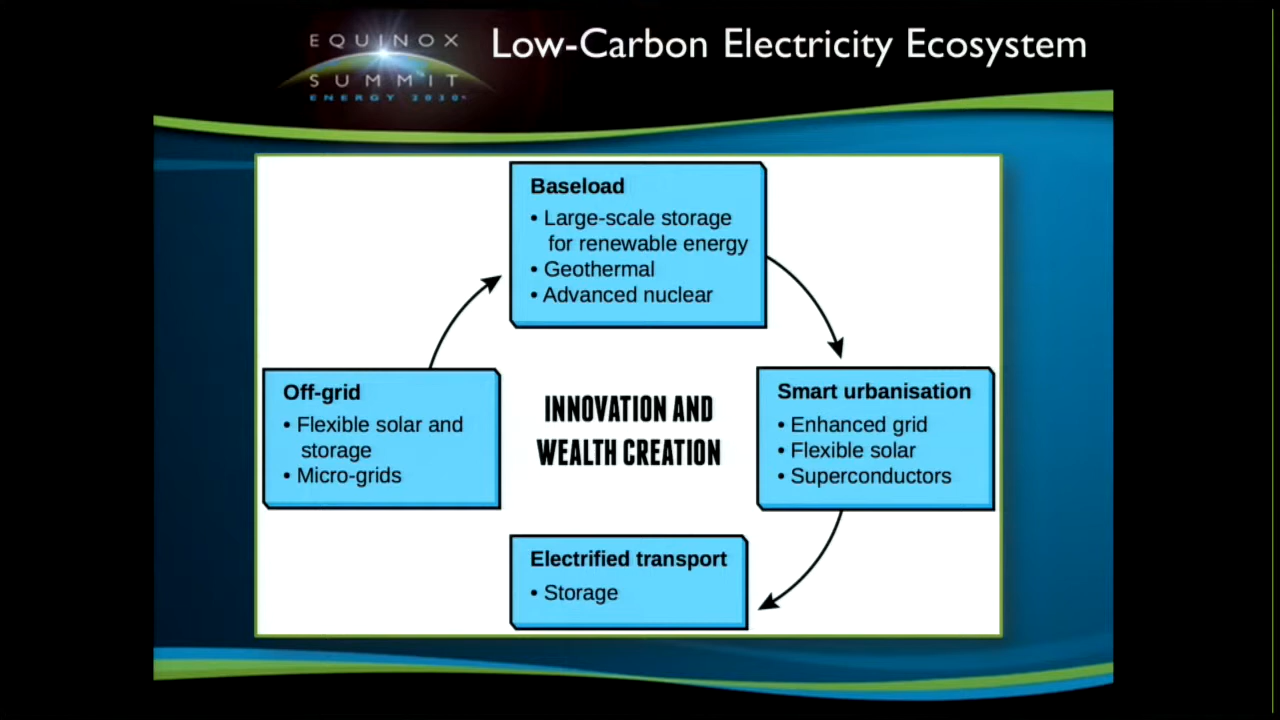 EQUINOX
SUMMIT
ENERGY 2030
Low-Carbon Electricity Ecosystem
Baseload
• Large-scale storage
for renewable energy
• Geothermal
• Advanced nuclear
Off-grid
• Flexible solar and
storage
• Micro-grids
INNOVATION AND
WEALTH CREATION
Smart urbanisation
• Enhanced grid
• Flexible solar
• Superconductors
Electrified transport
• Storage